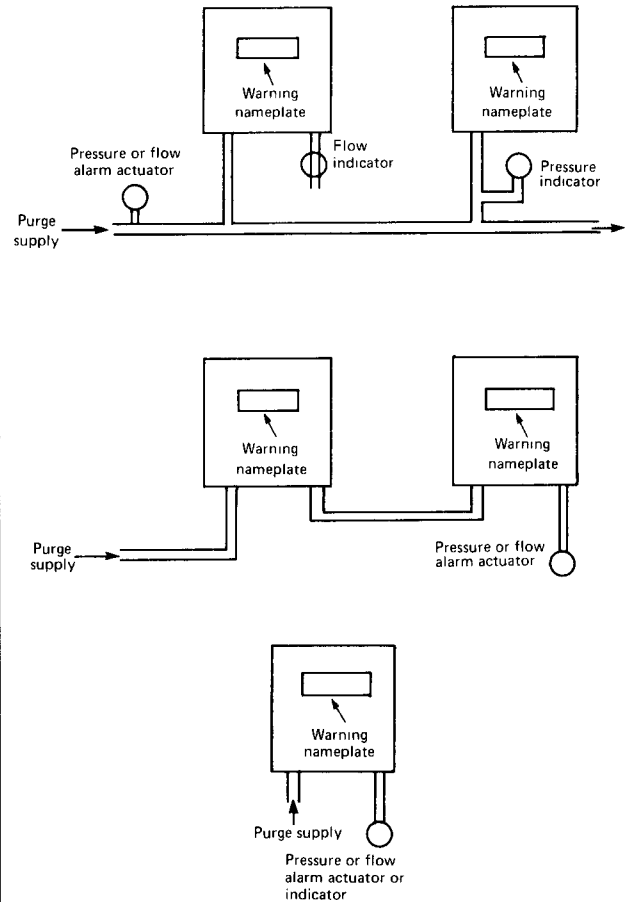 Warning
nameplate
Warning
nameplate
Pressure or flow
alarm actuator
Flow
indicator
Pressure
indicator
Purge
supply
Warning
nameplate
Warning
nameplate
Purge
supply
Pressure or flow
alarm actuator
Warning
nameplate
Purge supply
Pressure or flow
alarm actuator or
indicator